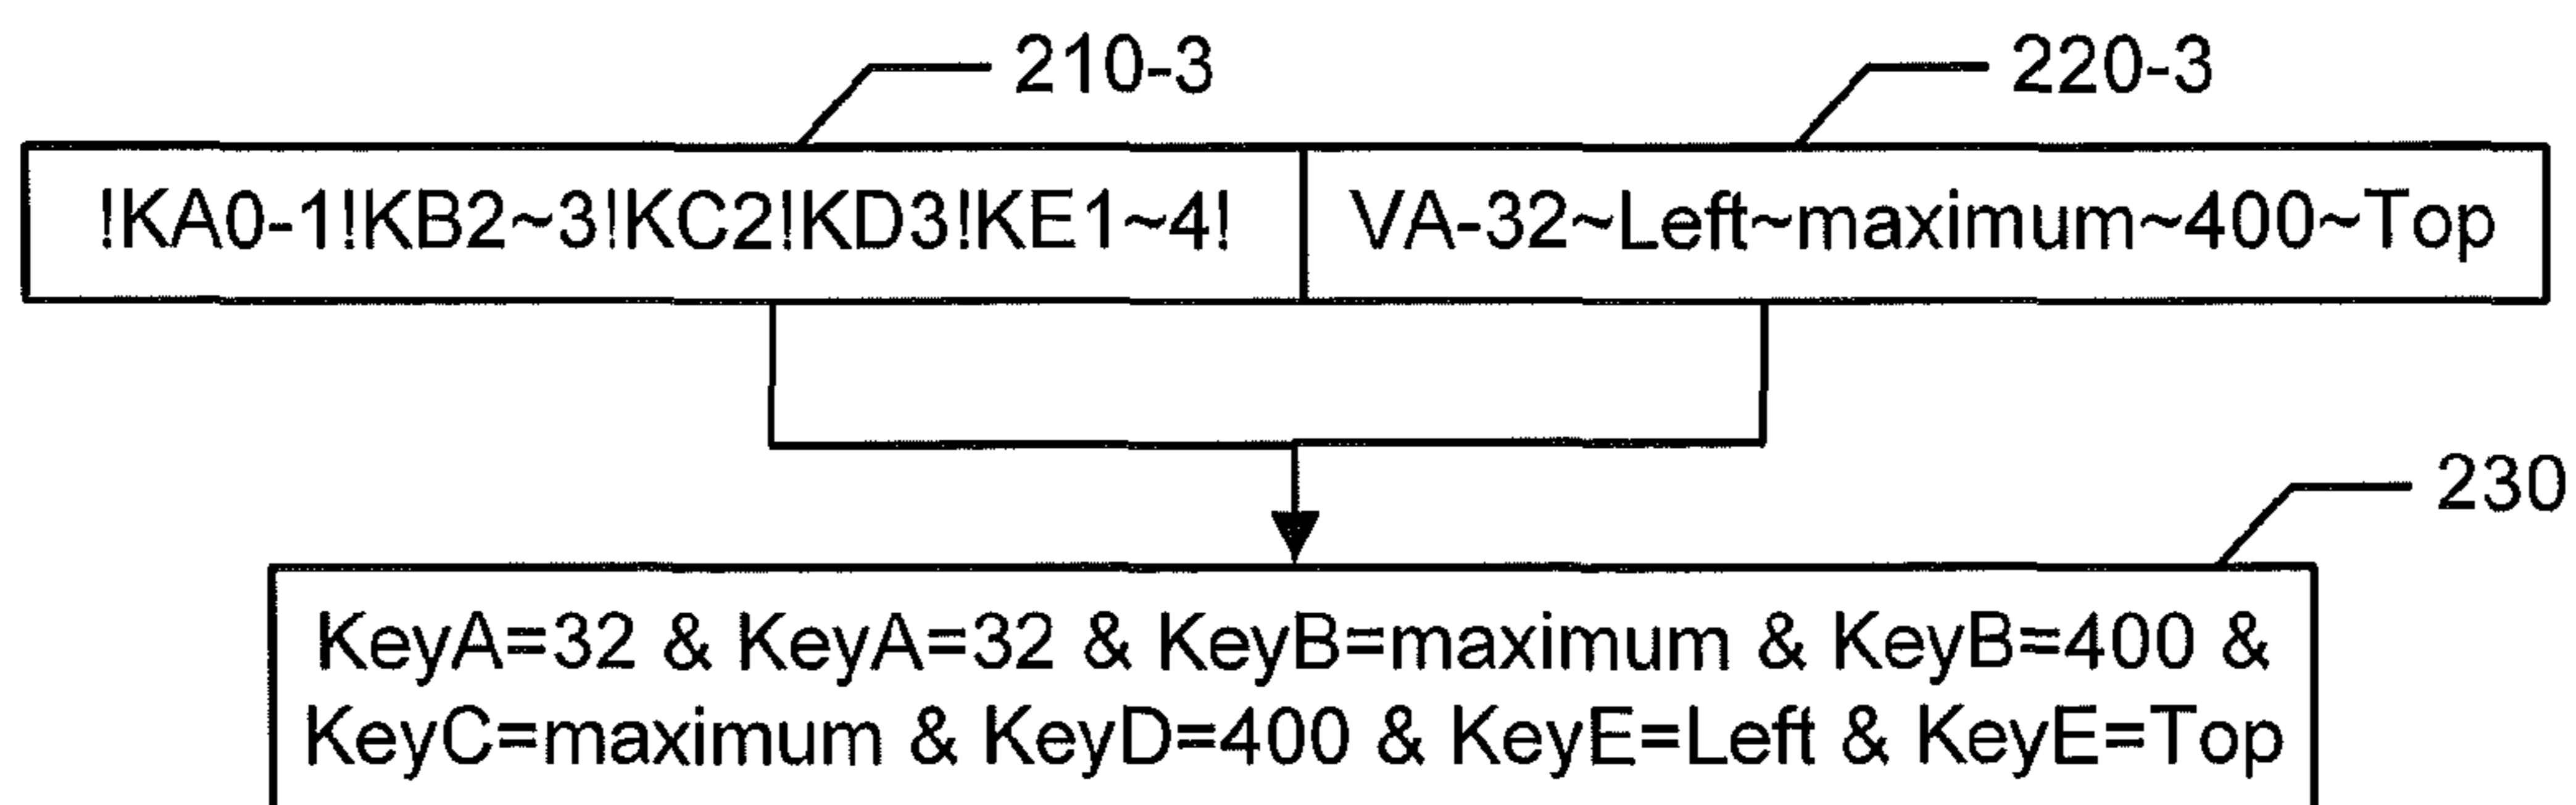 210-3
220-3
!KA0-1!KB2~3!KC2!KD3!KE1~4!
VA-32~Left~maximum~400~Top
230
KeyA=32 & KeyA=32 & KeyB=maximum & KeyB=400 &
KeyC=maximum & KeyD=400 & KeyE=Left & KeyE=Top